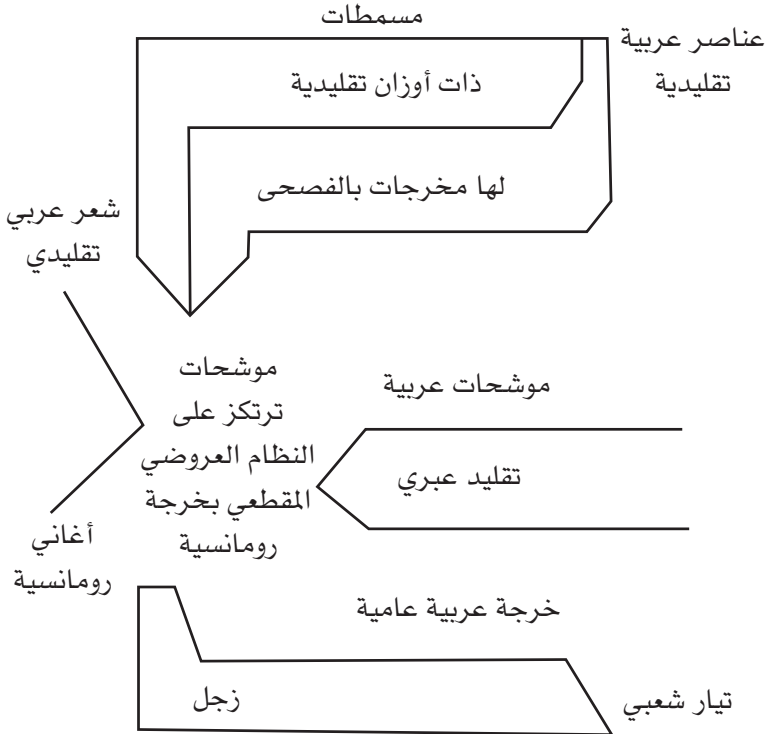 مسمطات
عناصر عربية
تقليدية
ذات أوزان تقليدية
لها مخرجات بالفصحى
شعر عربي
تقليدي
موشحات
ترتكز على
النظام العروضي
المقطعي بخرجة
رومانسية
موشحات عربية
تقليد عبري
أغاني
رومانسية
خرجة عربية عامية
زجل
تيار شعبي